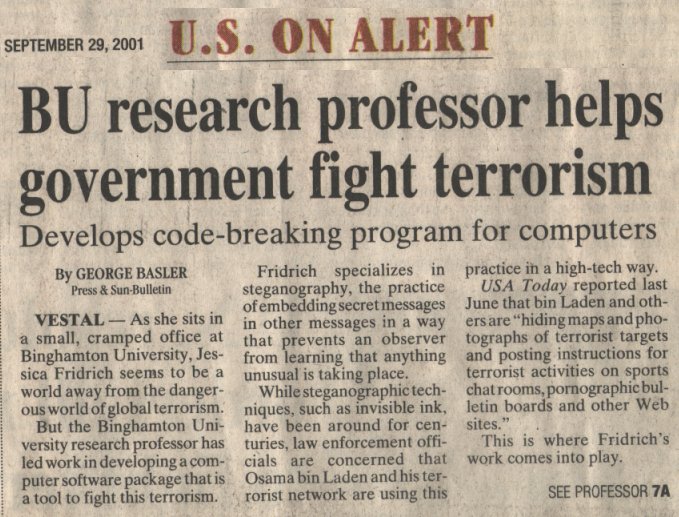 SEPTEMBER 29, 2001
U.S. ON ALERT
BU research professor helps
government fight terrorism
Develops code-breaking program for computers
By GEORGE BASLER
Press & Sun-Bulletin
VESTAL — As she sits in
a small, cramped office at
Binghamton University, Jes-
sica Fridrich seems to be a
world away from the danger-
ous world of global terrorism.
But the Binghamton Uni-
versity research professor has
led work in developing a com-
puter software package that is
a tool to fight this terrorism.
Fridrich specializes in
steganography, the practice
of embedding secret messages
in other messages in a way
that prevents an observer
from learning that anything
unusual is taking place.
While steganographic tech-
niques, such as invisible ink,
have been around for cen-
turies, law enforcement offi-
cials are concerned that
Osama bin Laden and his ter-
rorist network are using this
practice in a high-tech way.
USA Today reported last
June that bin Laden and oth-
ers are “hiding maps and pho-
tographs of terrorist targets
and posting instructions for
terrorist activities on sports
chat rooms, pornographic bul-
letin boards and other Web
sites.”
This is where Fridrich's
work comes into play.
SEE PROFESSOR 7A